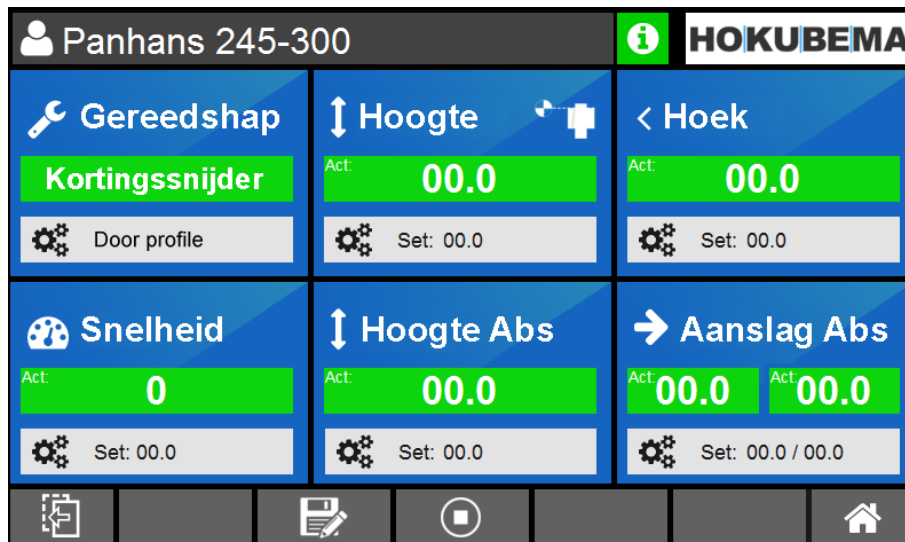 Panhans 245-300
i
HOKUBEMA
Gereedshap
Kortingssnijder
Door profile
Hoogte
Act: 00.0
Set: 00.0
< Hoek
Act: 00.0
Set: 00.0
Snelheid
Act: 0
Set: 00.0
Hoogte Abs
Act: 00.0
Set: 00.0
Aanslag Abs
Act: 00.0 Act: 00.0
Set: 00.0 / 00.0